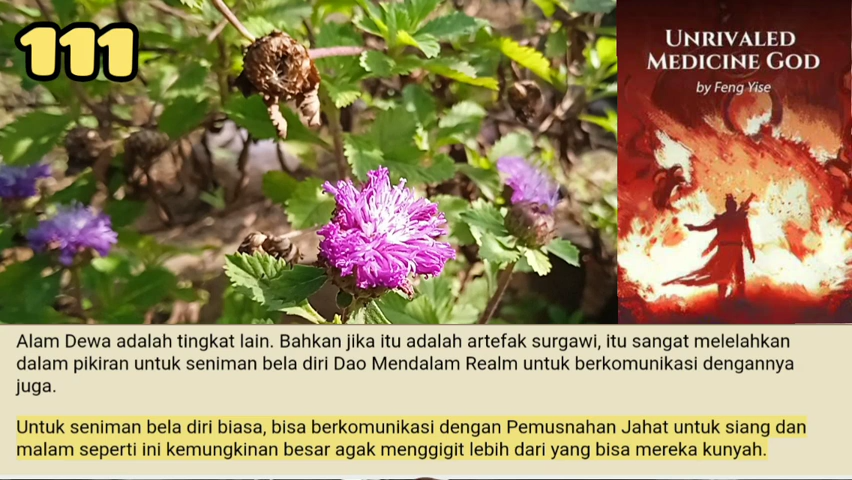 111
UNRIVALED
MEDICINE GOD
by Feng Yise
Alam Dewa adalah tingkat lain. Bahkan jika itu adalah artefak surgawi, itu sangat melelahkan
dalam pikiran untuk seniman bela diri Dao Mendalam Realm untuk berkomunikasi dengannya
juga.
Untuk seniman bela diri biasa, bisa berkomunikasi dengan Pemusnahan Jahat untuk siang dan
malam seperti ini kemungkinan besar agak menggigit lebih dari yang bisa mereka kunyah.